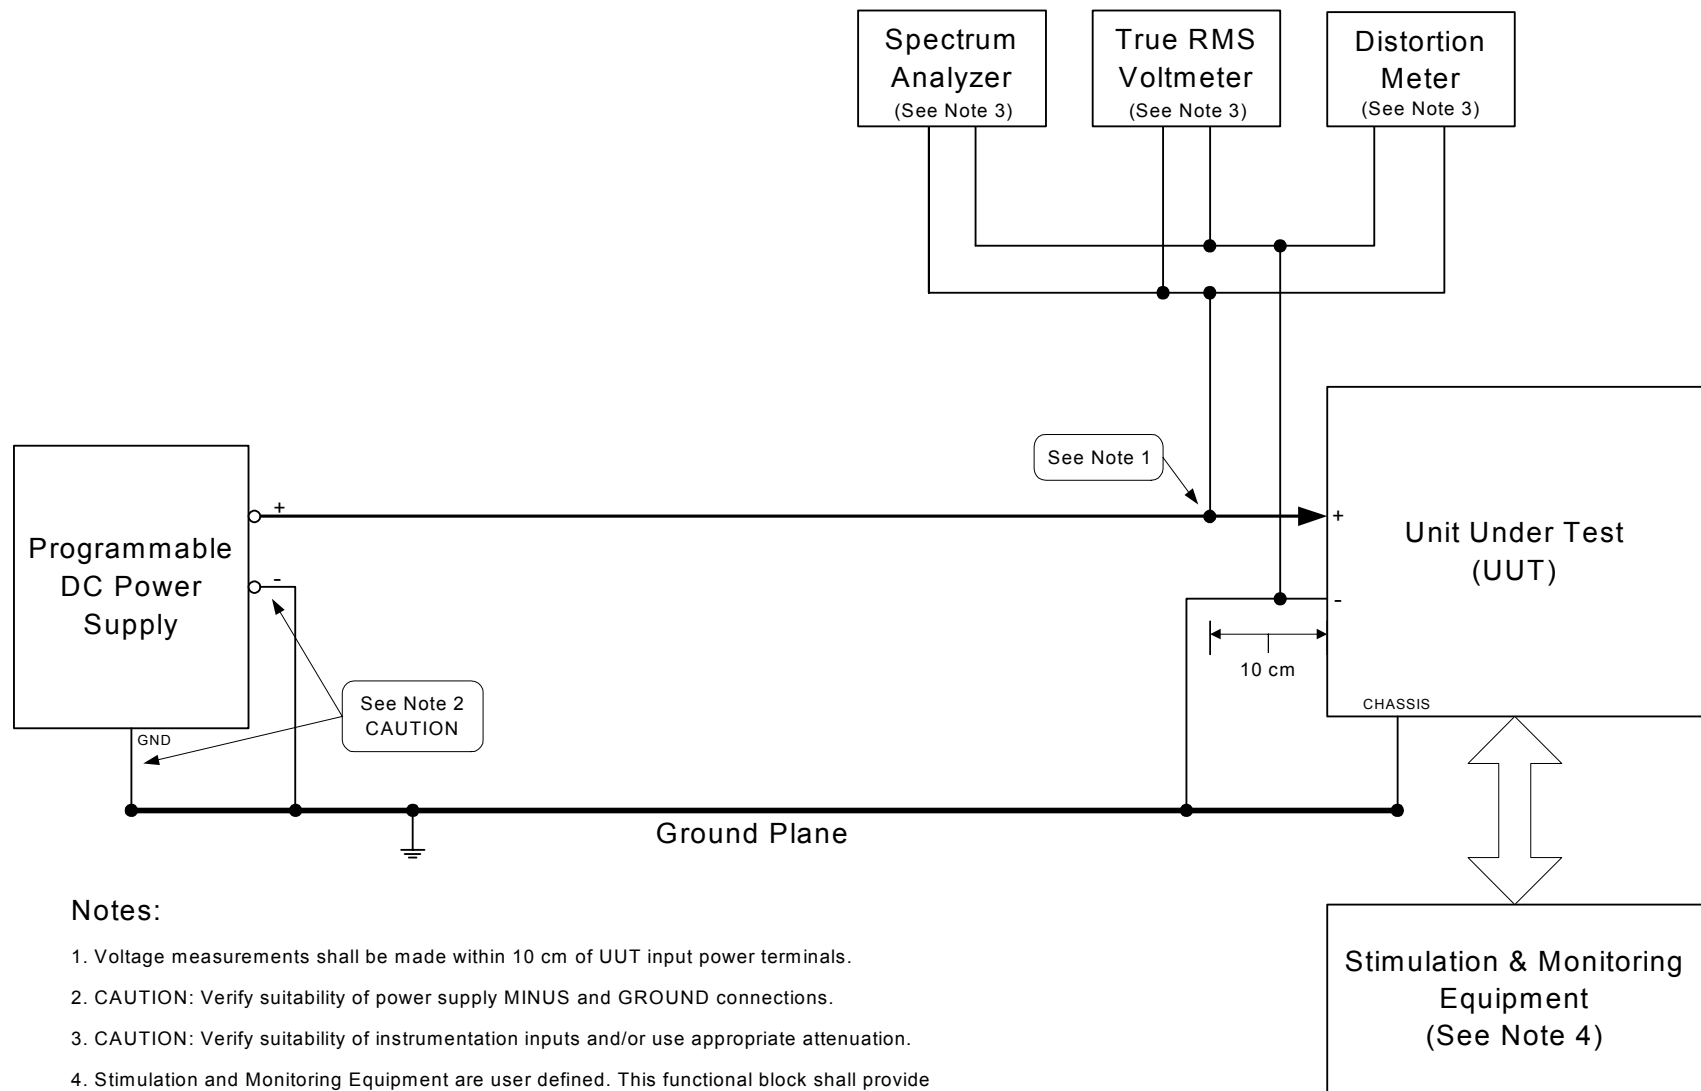 Spectrum
Analyzer
(See Note 3)
True RMS
Voltmeter
(See Note 3)
Distortion
Meter
(See Note 3)
See Note 1
Programmable
DC Power
Supply
+
-
GND
See Note 2
CAUTION
+
-
Unit Under Test
(UUT)
10 cm
CHASSIS
Ground Plane
Stimulation & Monitoring
Equipment
(See Note 4)
Notes:
1. Voltage measurements shall be made within 10 cm of UUT input power terminals.
2. CAUTION: Verify suitability of power supply MINUS and GROUND connections.
3. CAUTION: Verify suitability of instrumentation inputs and/or use appropriate attenuation.
4. Stimulation and Monitoring Equipment are user defined. This functional block shall provide